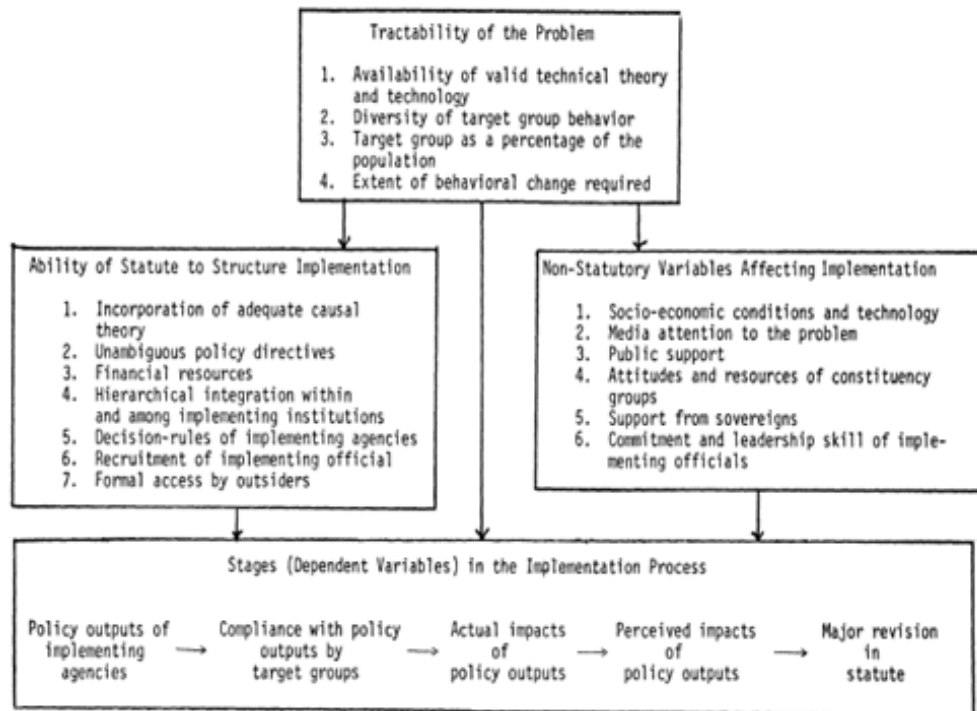 Tractability of the Problem
1. Availability of valid technical theory
and technology
2. Diversity of target group behavior
3. Target group as a percentage of the
population
4. Extent of behavioral change required
Ability of Statute to Structure Implementation
1. Incorporation of adequate causal
theory
2. Unambiguous policy directives
3. Financial resources
4. Hierarchical integration within
and among implementing institutions
5. Decision-rules of implementing agencies
6. Recruitment of implementing official
7. Formal access by outsiders
Non-Statutory Variables Affecting Implementation
1. Socio-economic conditions and technology
2. Media attention to the problem
3. Public support
4. Attitudes and resources of constituency
groups
5. Support from sovereigns
6. Commitment and leadership skill of imple-
menting officials
Stages (Dependent Variables) in the Implementation Process
Policy outputs of
implementing
agencies
Compliance with policy
outputs by
target groups
Actual impacts
of
policy outputs
Perceived impacts
of
policy outputs
Major revision
in
statute